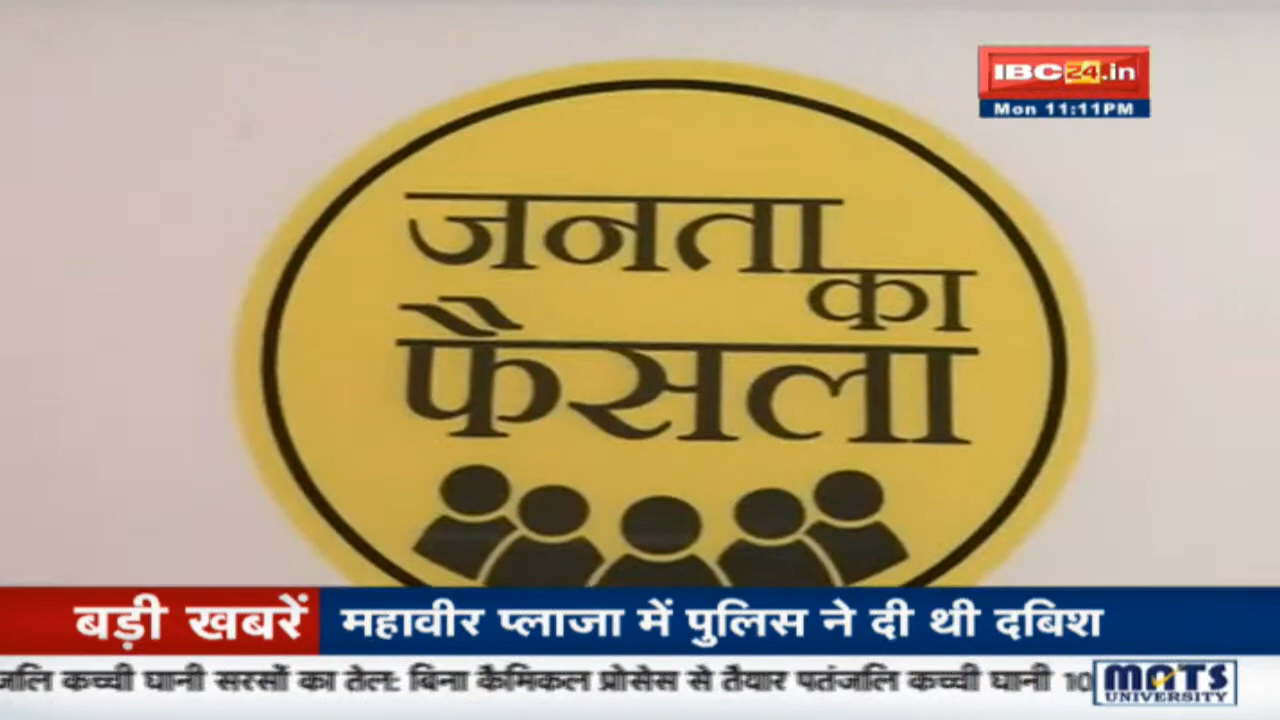 IBC24.in
Mon 11:11PM
जनता
का
फैसला
बड़ी खबरें
महावीर प्लाजा में पुलिस ने दी थी दबिश
जलि कच्ची घानी सरसों का तेल: बिना कैमिकल प्रोसेस से तैयार पतंजलि कच्ची घानी 10
MATS
UNIVERSITY